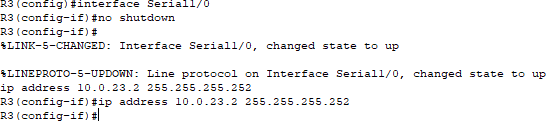 R3(config)#interface Serial1/0
R3(config-if)#no shutdown
R3(config-if)#
%LINK-5-CHANGED: Interface Serial1/0, changed state to up
%LINEPROTO-5-UPDOWN: Line protocol on Interface Serial1/0, changed state to up
ip address 10.0.23.2 255.255.255.252
R3(config-if)#ip address 10.0.23.2 255.255.255.252
R3(config-if)#